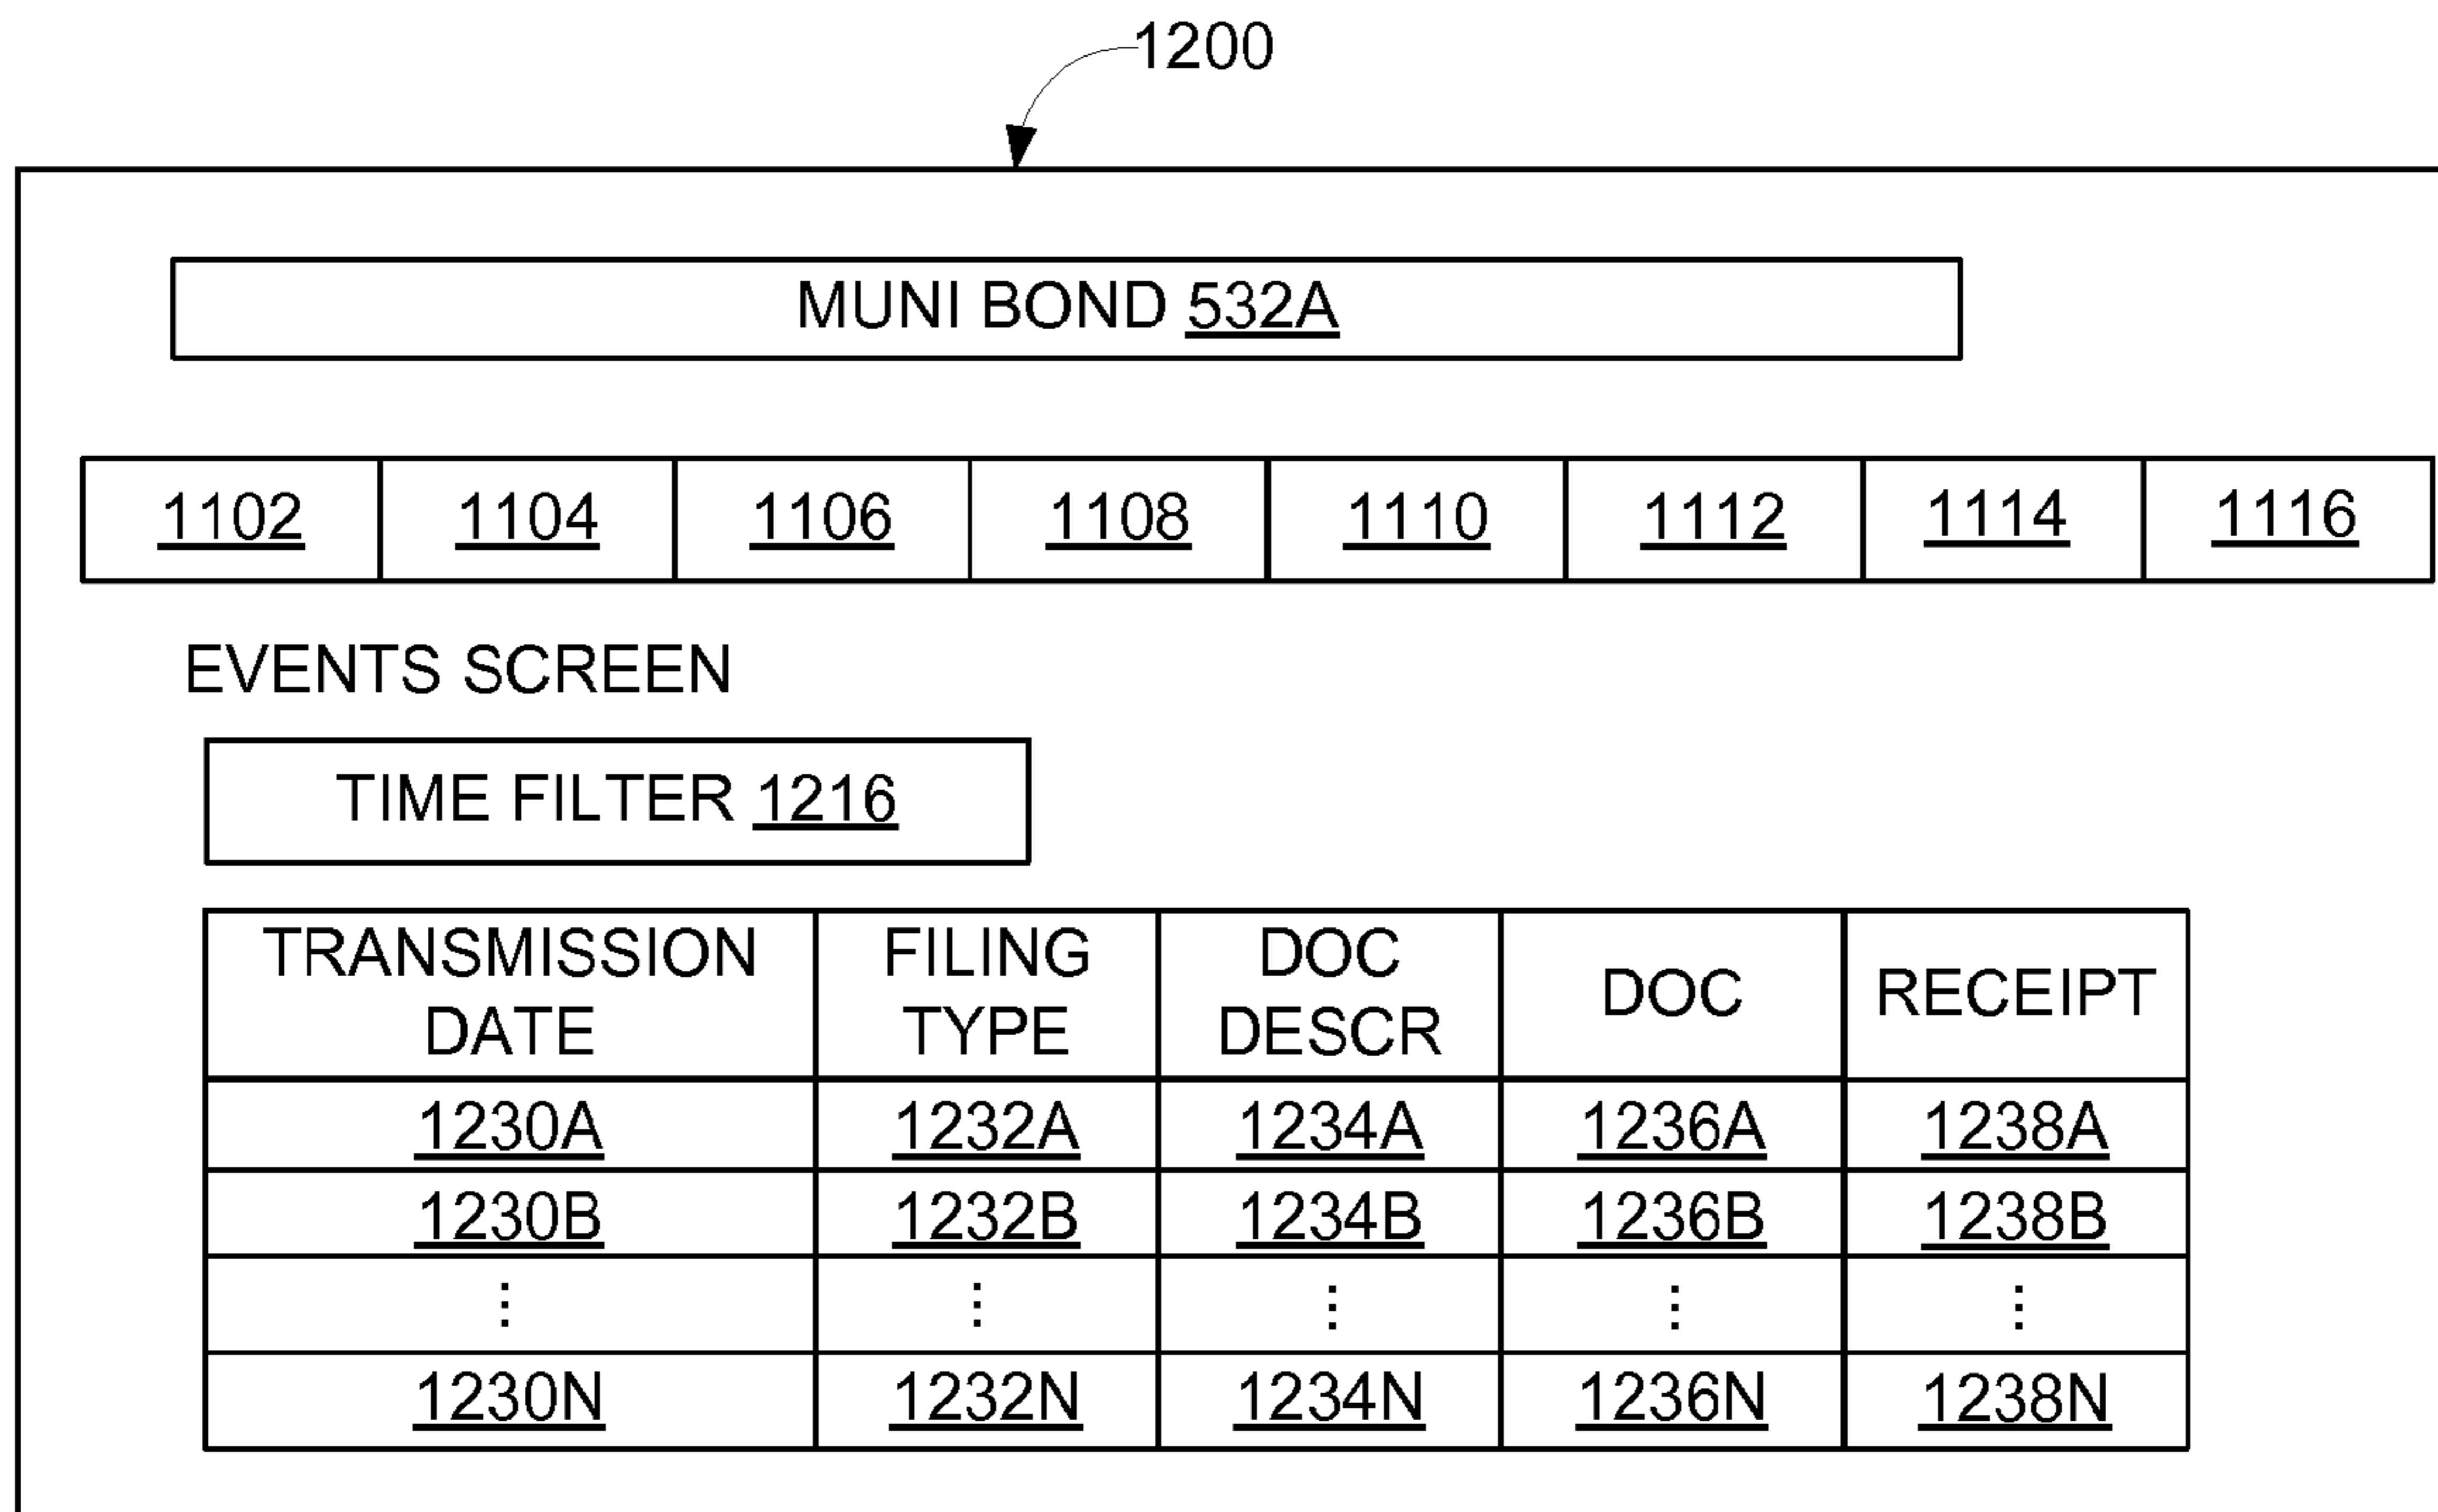 1200
MUNI BOND 532A
1102 1104 1106 1108 1110 1112 1114 1116
EVENTS SCREEN
TIME FILTER 1216
TRANSMISSION DATE FILING TYPE DOC DESCR DOC RECEIPT
1230A 1232A 1234A 1236A 1238A
1230B 1232B 1234B 1236B 1238B
⋮ ⋮ ⋮ ⋮ ⋮
1230N 1232N 1234N 1236N 1238N